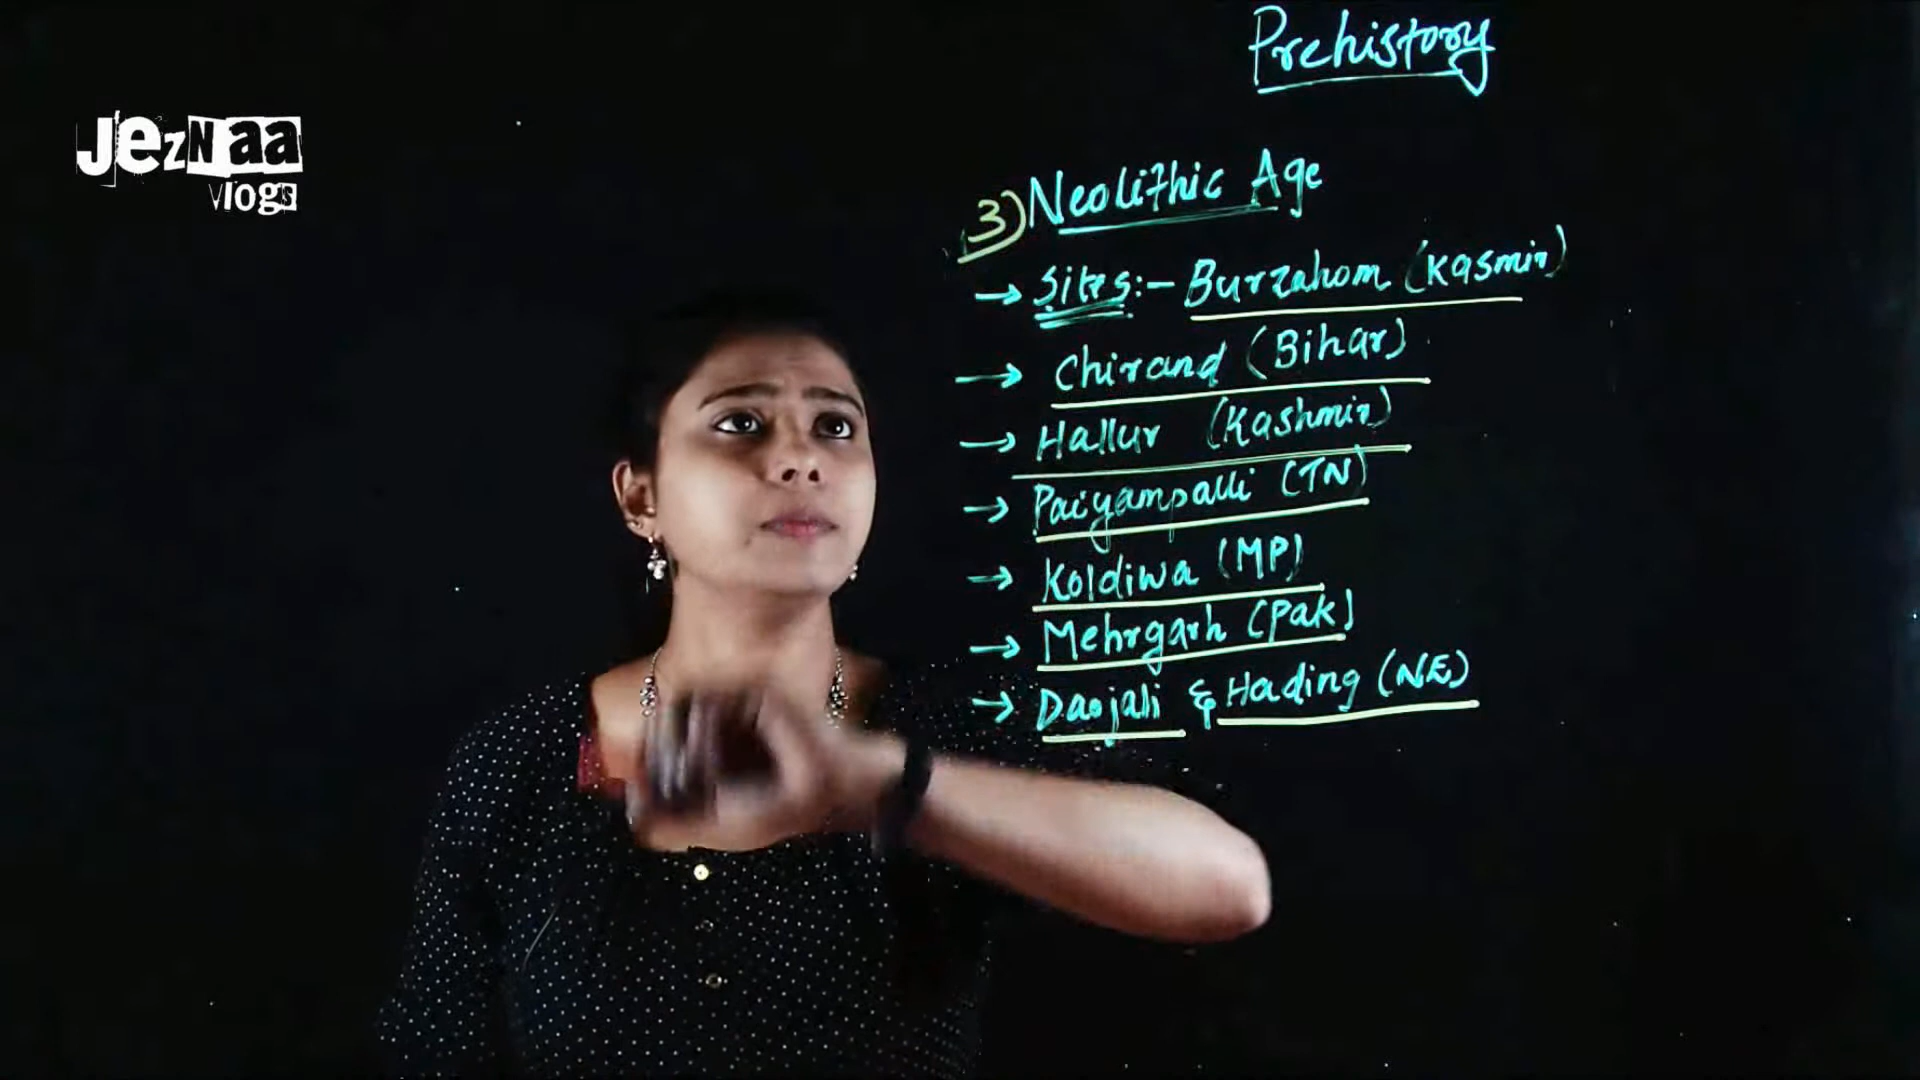 Prehistory
JEZNAA
vlogs
3) Neolithic Age
→ Sites:- Burzahom (Kasmir)
→ Chirand (Bihar)
→ Hallur (Kashmir)
→ Paiyampalli (TN)
→ Koldiwa (MP)
→ Mehrgarh (Pak)
→ Daojali & Hading (NE)